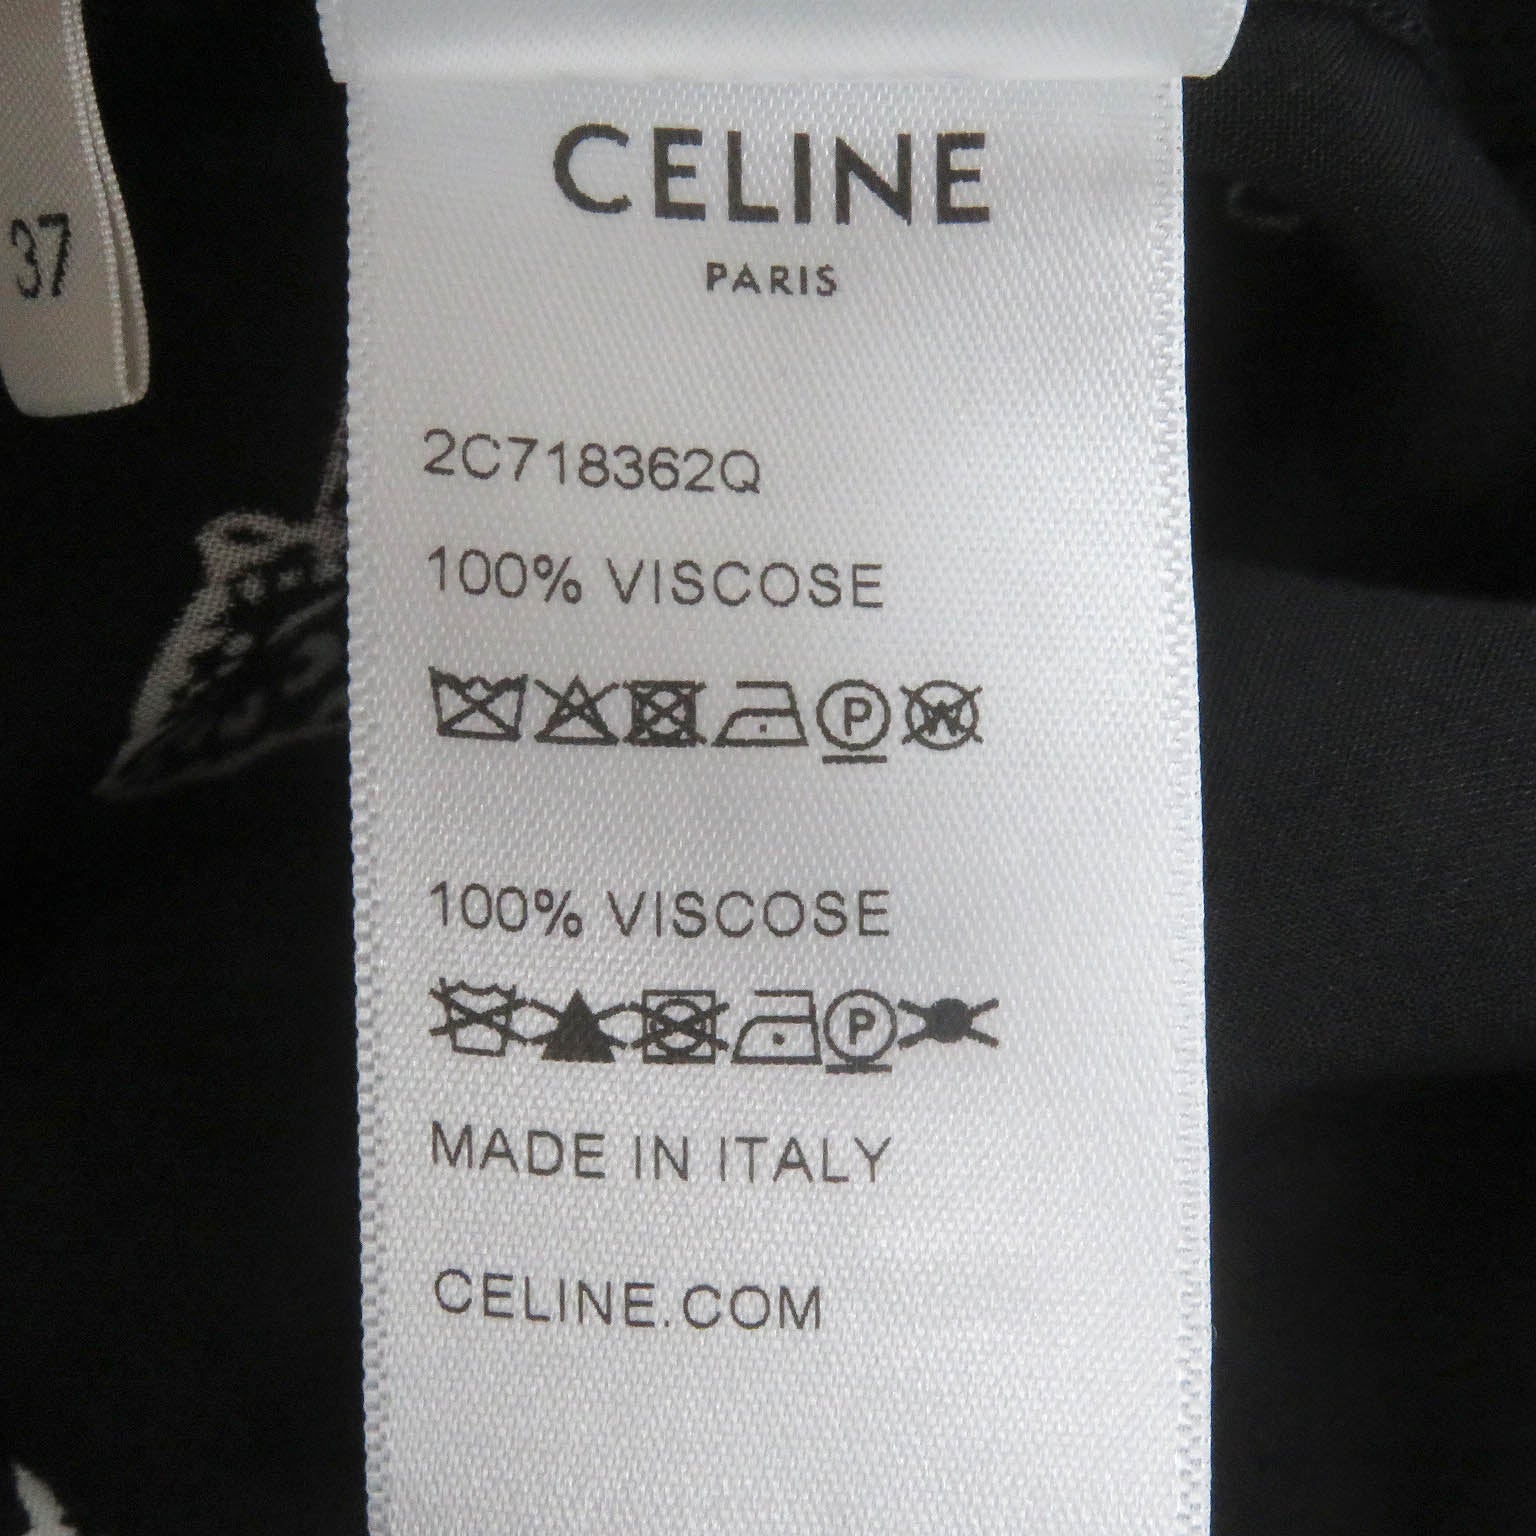 37
CELINE
PARIS
2C718362Q
100% VISCOSE
P W
100% VISCOSE
P
MADE IN ITALY
CELINE.COM